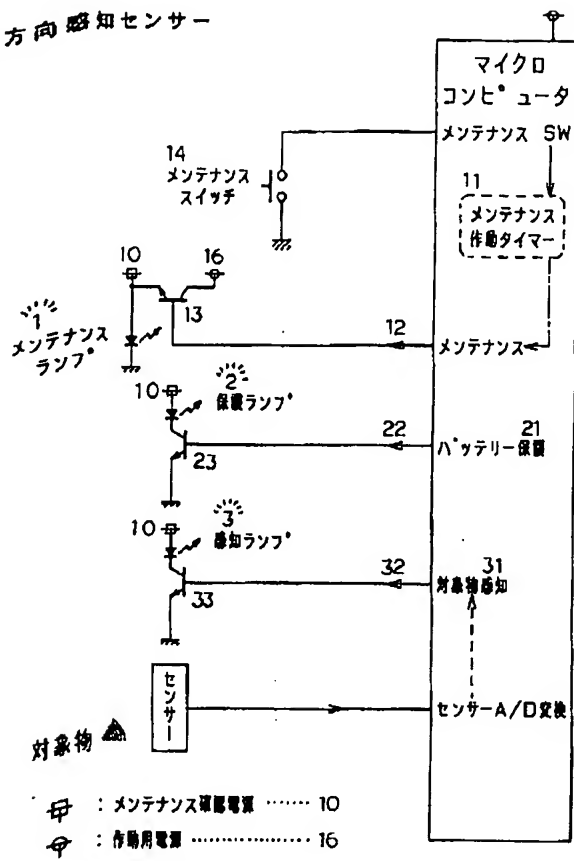 方向感知センサー
マイクロ
コンピュータ
メンテナンス SW
14
メンテナンス
スイッチ
11
メンテナンス
作動タイマー
10
16
13
1
メンテナンス
ランプ
12
メンテナンス
10
2
保護ランプ
23
22
21
バッテリー保護
10
3
感知ランプ
33
32
31
対象物感知
センサー
センサーA/D変換
対象物
：メンテナンス確認電源 ‥‥‥ 10
：作動用電源 ‥‥‥‥‥‥‥ 16